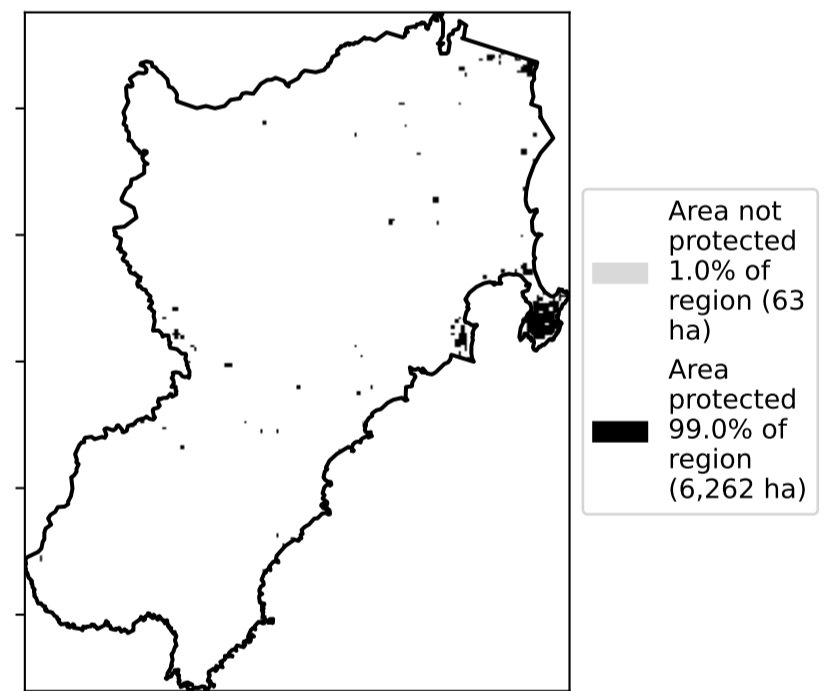 Area not
protected
1.0% of
region (63
ha)
Area
protected
99.0% of
region
(6,262 ha)